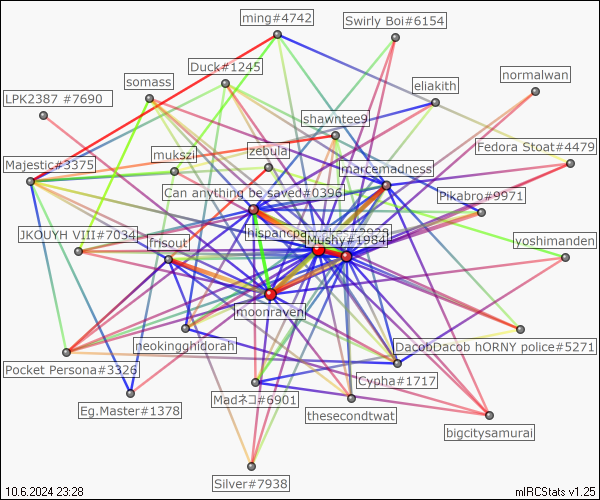 ming#4742
Swirly Boi#6154
Duck#1245
somass
eliakith
normalwan
LPK2387 #7690
shawntee9
zebula
Fedora Stoat#4479
mukszi
Majestic#3375
marcemadness
Can anything be saved#0396
Pikabro#9971
JKOUYH VIII#7034
frisout
Mushy#1984
yoshimanden
moonraven
neokingghidorah
DacobDacob hORNY police#5271
Pocket Persona#3326
Cypha#1717
Eg.Master#1378
Madネコ#6901
thesecondtwat
bigcitysamurai
Silver#7938
10.6.2024 23:28
mIRCStats v1.25